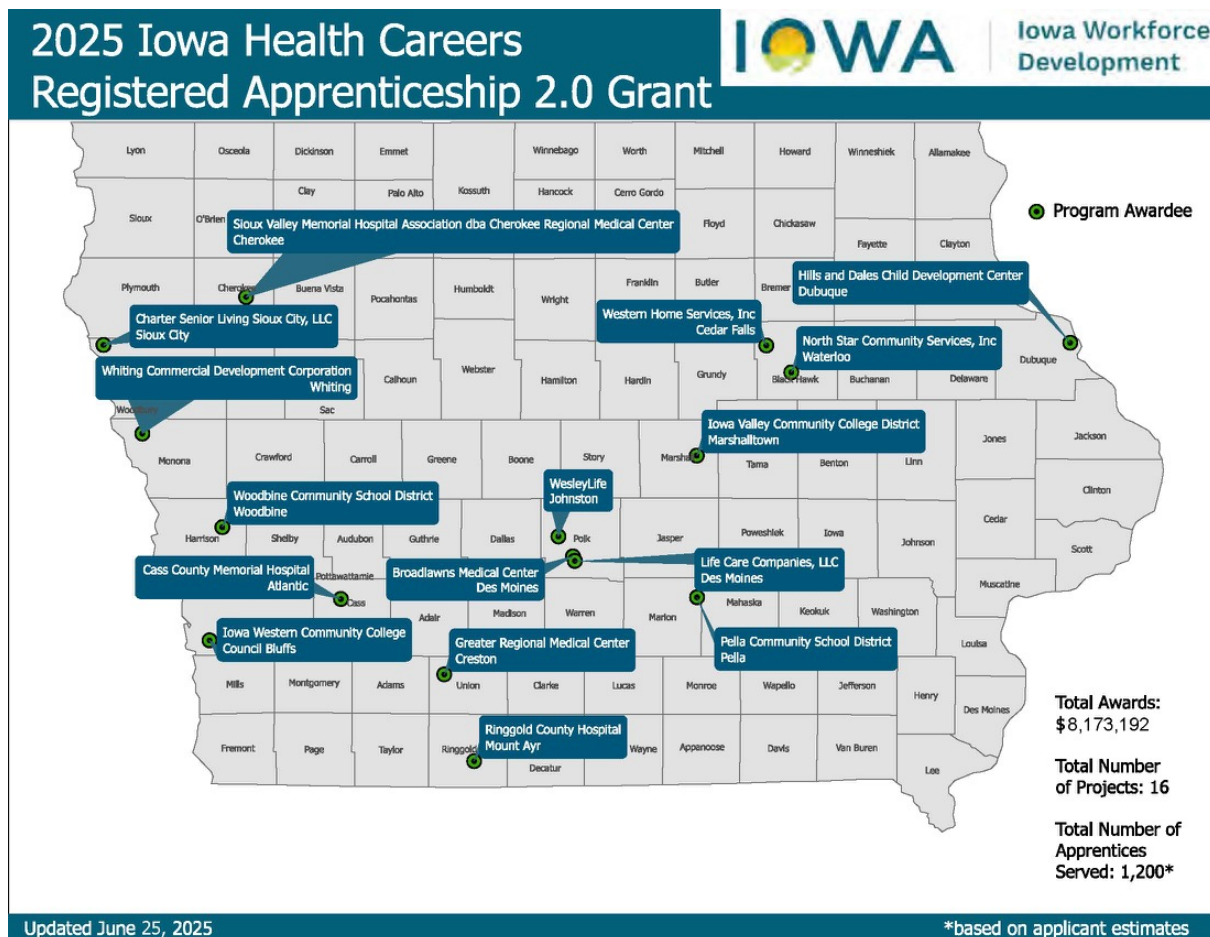 2025 Iowa Health Careers
Registered Apprenticeship 2.0 Grant
IOWA
Iowa Workforce
Development
Lyon
Osceola
Dickinson
Emmet
Winnebago
Worth
Mitchell
Howard
Winneshiek
Allamakee
Clay
Palo Alto
Kossuth
Hancock
Cerro Gordo
Sioux
O'Brien
Floyd
Chickasaw
Program Awardee
Sioux Valley Memorial Hospital Association dba Cherokee Regional Medical Center
Cherokee
Fayette
Clayton
Hills and Dales Child Development Center
Dubuque
Plymouth
Cherokee
Buena Vista
Pocahontas
Humboldt
Wright
Franklin
Butler
Bremer
Charter Senior Living Sioux City, LLC
Sioux City
Western Home Services, Inc
Cedar Falls
North Star Community Services, Inc
Waterloo
Dubuque
Whiting Commercial Development Corporation
Whiting
Calhoun
Webster
Hamilton
Hardin
Grundy
Black Hawk
Buchanan
Delaware
Woodbury
Sac
Iowa Valley Community College District
Marshalltown
Jones
Jackson
Monona
Crawford
Carroll
Greene
Boone
Story
Tama
Benton
Linn
WesleyLife
Johnston
Clinton
Woodbine Community School District
Woodbine
Harrison
Shelby
Audubon
Guthrie
Dallas
Polk
Jasper
Poweshiek
Iowa
Johnson
Cedar
Scott
Cass County Memorial Hospital
Atlantic
Pottawattamie
Cass
Broadlawns Medical Center
Des Moines
Life Care Companies, LLC
Des Moines
Muscatine
Adair
Madison
Warren
Marion
Mahaska
Keokuk
Washington
Iowa Western Community College
Council Bluffs
Greater Regional Medical Center
Creston
Pella Community School District
Pella
Louisa
Mills
Montgomery
Adams
Union
Clarke
Lucas
Monroe
Wapello
Jefferson
Henry
Des Moines
Ringgold County Hospital
Mount Ayr
Fremont
Page
Taylor
Ringgold
Decatur
Wayne
Appanoose
Davis
Van Buren
Lee
Total Awards:
$8,173,192
Total Number
of Projects: 16
Total Number of
Apprentices
Served: 1,200*
Updated June 25, 2025
*based on applicant estimates